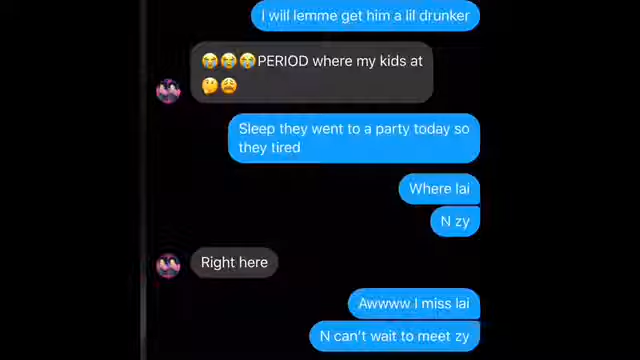 I will lemme get him a lil drunker
😭😭😭PERIOD where my kids at
🤔😩
Sleep they went to a party today so
they tired
Where lai
N zy
Right here
Awwww I miss lai
N can't wait to meet zy